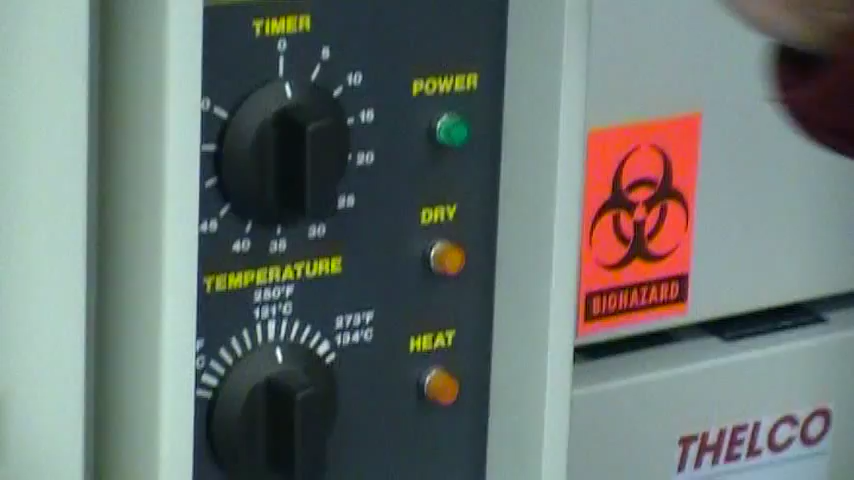 TIMER
0
5
10
15
20
25
30
35
40
45
0
POWER
DRY
TEMPERATURE
250°F
121°C
273°F
134°C
F
C
HEAT
BIOHAZARD
THELCO